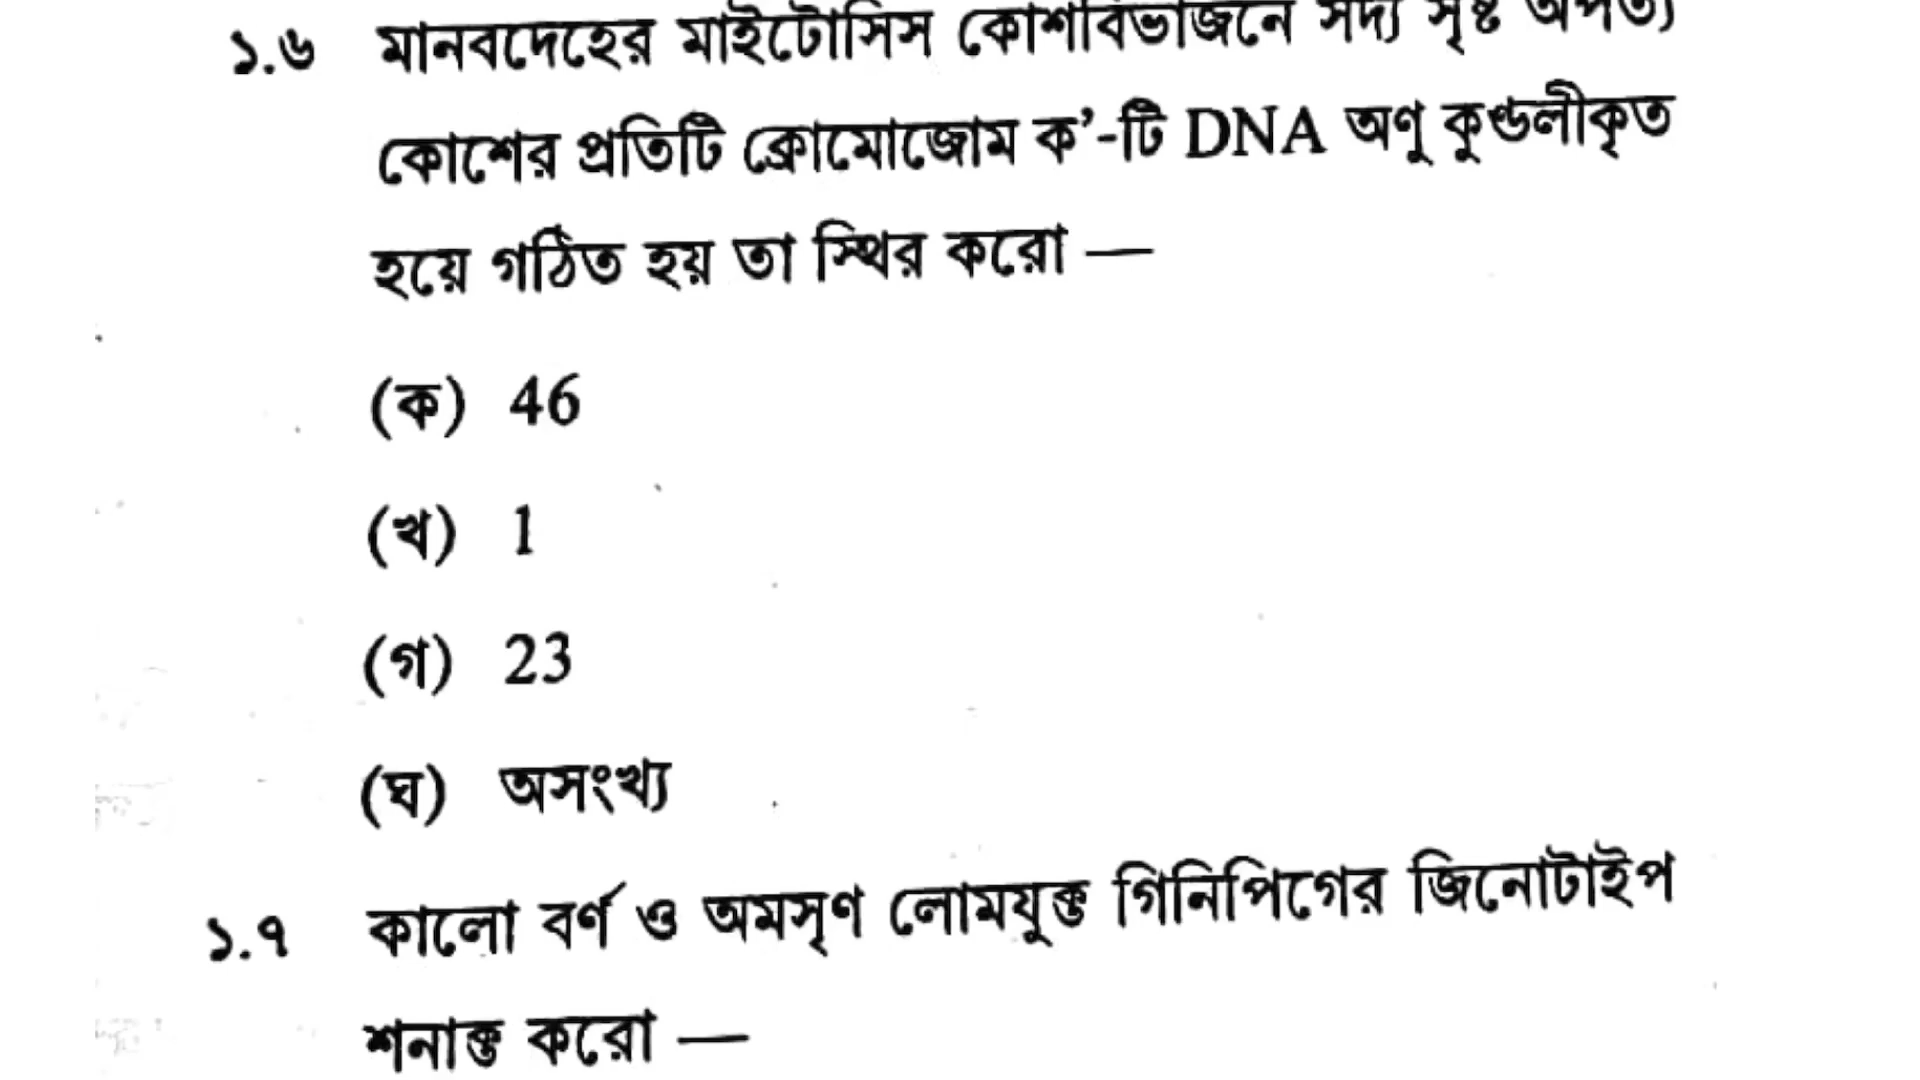 ১.৬ মানবদেহের মাইটোসিস কোশবিভাজনে সদ্য সৃষ্ট অপত্য
কোশের প্রতিটি ক্রোমোজোম ক’-টি DNA অণু কুণ্ডলীকৃত
হয়ে গঠিত হয় তা স্থির করো —
(ক) 46
(খ) 1
(গ) 23
(ঘ) অসংখ্য
১.৭ কালো বর্ণ ও অমসৃণ লোমযুক্ত গিনিপিগের জিনোটাইপ
শনাক্ত করো —